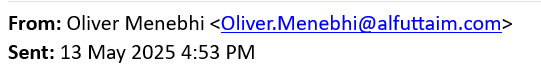 From: Oliver Menebhi <Oliver.Menebhi@alfuttaim.com>
Sent: 13 May 2025 4:53 PM